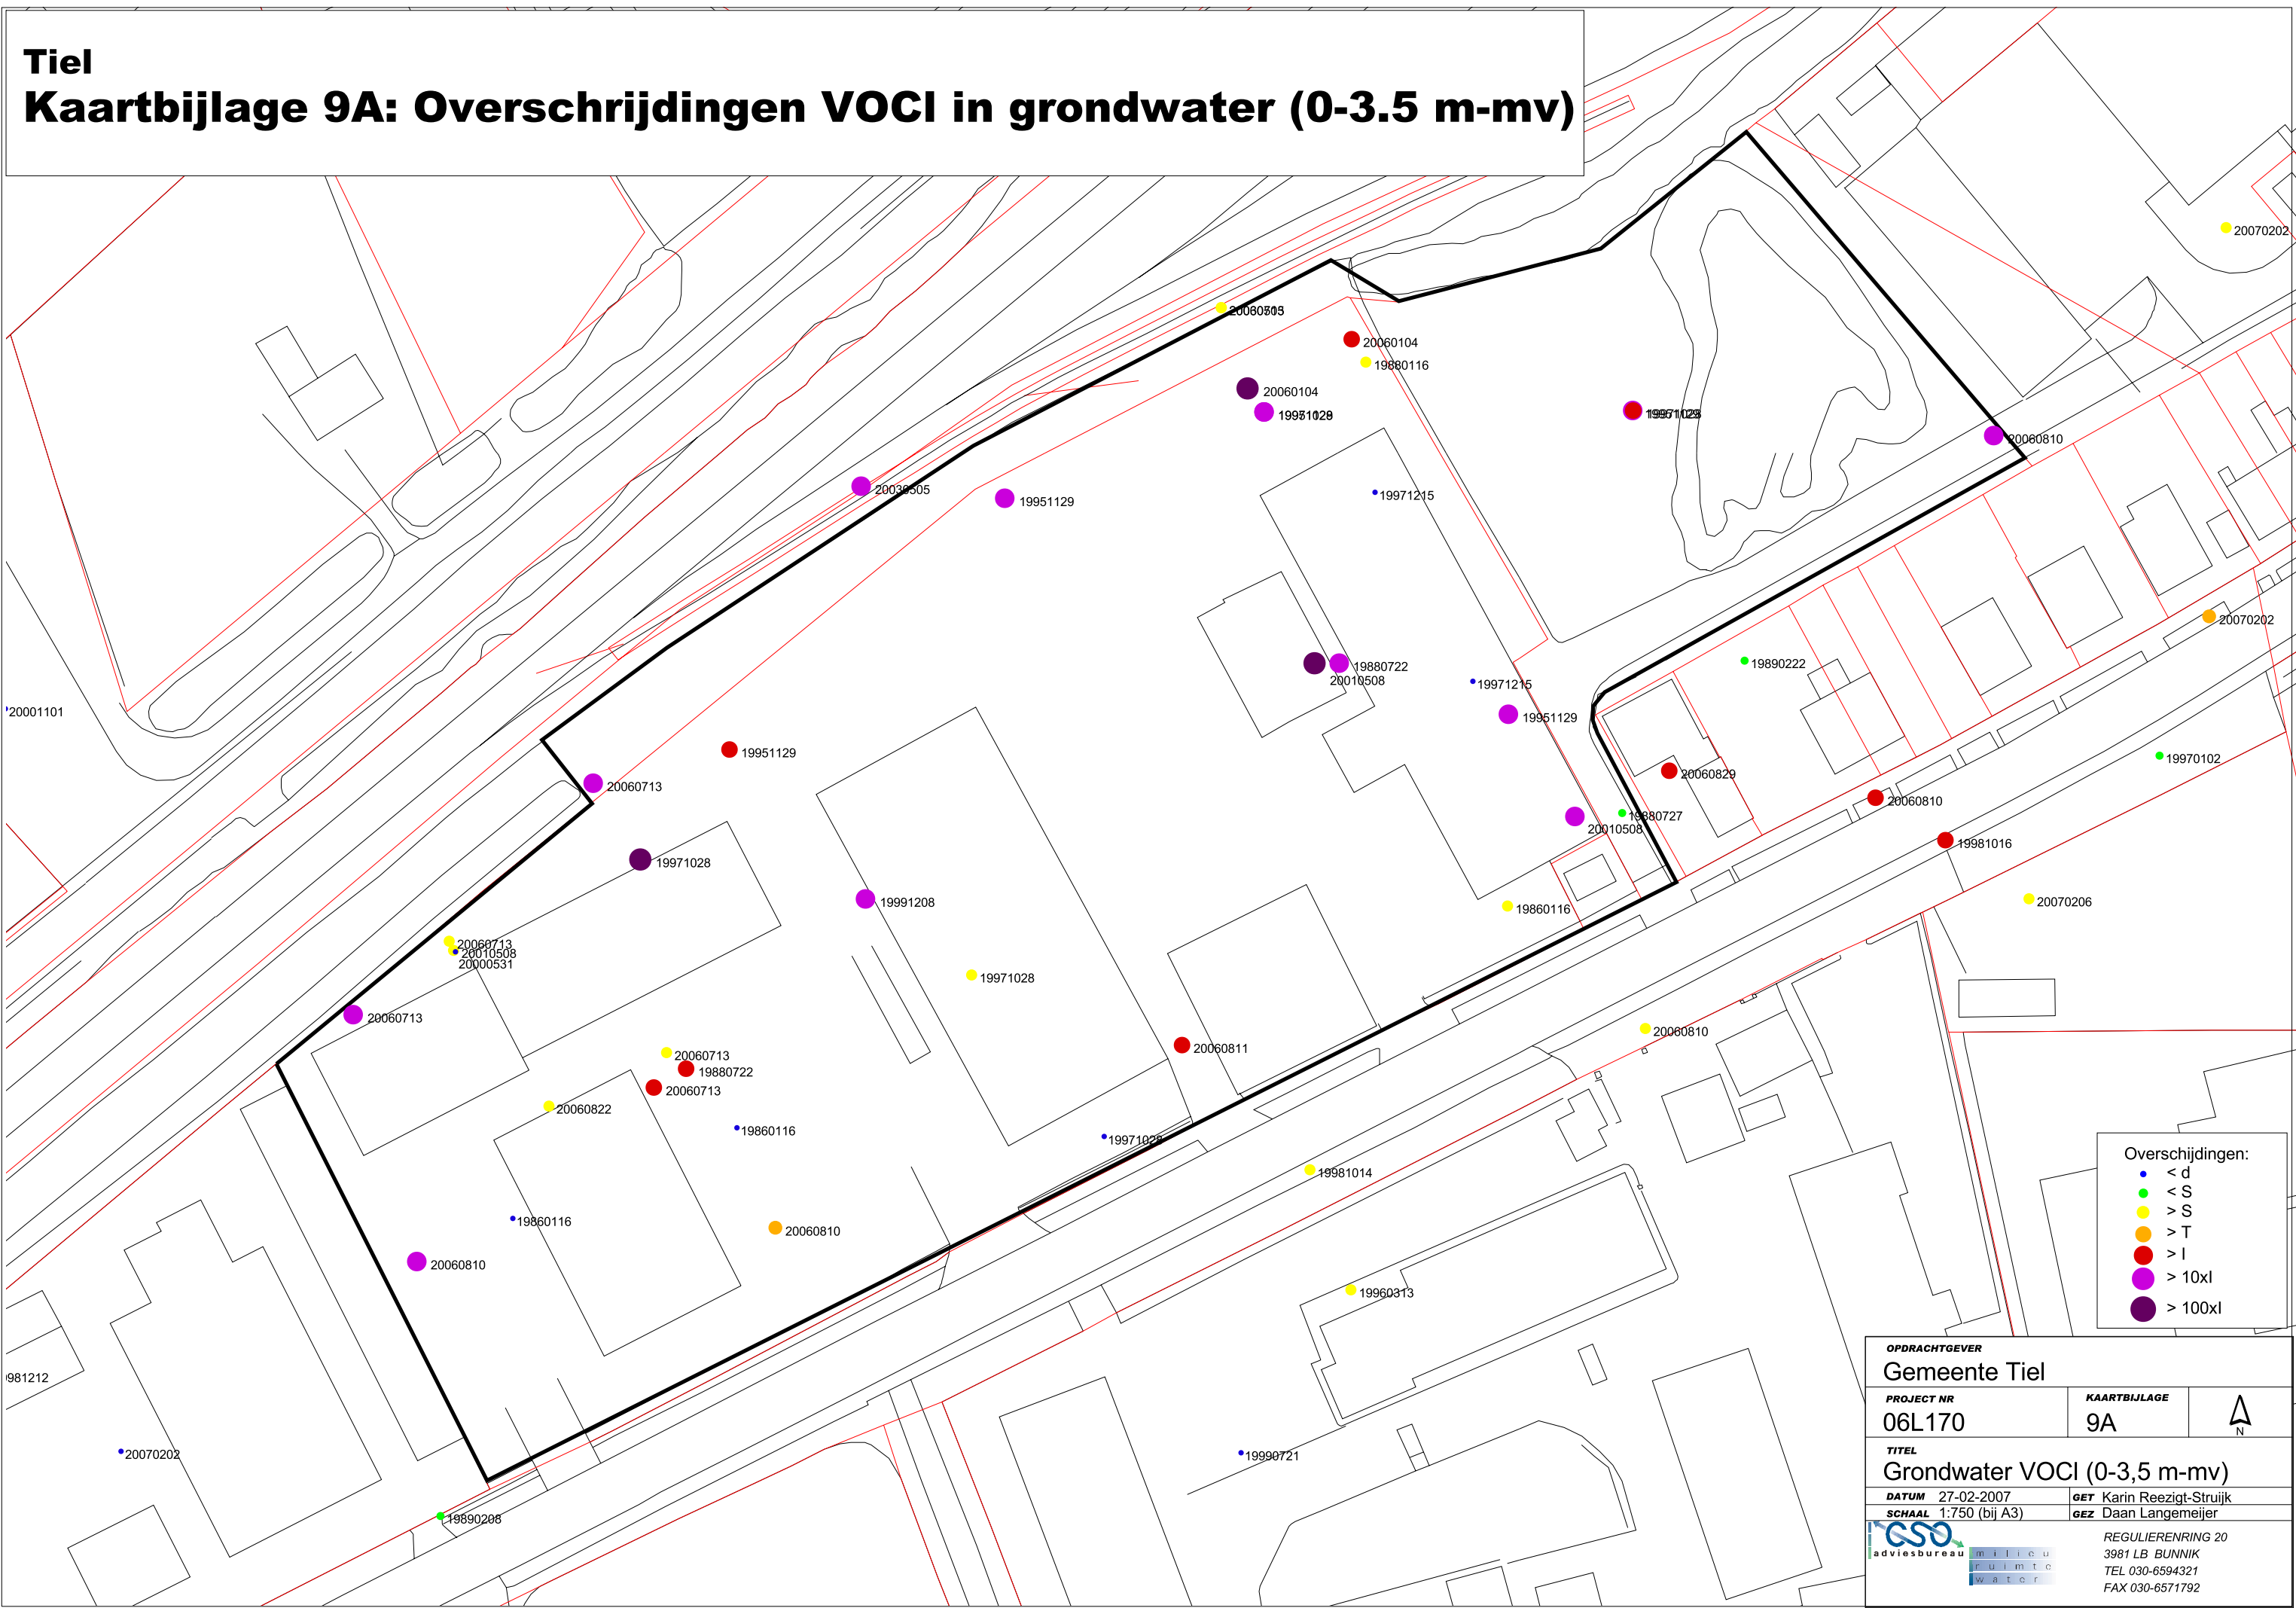 Tiel
Kaartbijlage 9A: Overschrijdingen VOCl in grondwater (0-3.5 m-mv)
20070202
20060104
19880116
20060104
20060810
20030505
19951129
19971215
20070202
19890222
19880722
20010508
19971215
20001101
19951129
19951129
19970102
20060829
20060713
20060810
19880727
20010508
19981016
19971028
19991208
20070206
19860116
20060713
20010508
20000531
19971028
20060713
20060810
20060811
20060713
19880722
20060713
20060822
19860116
19971028
19981014
19860116
20060810
20060810
19960313
981212
20070202
19990721
19890208
Overschijdingen:
< d
< S
> S
> T
> I
> 10xI
> 100xI
OPDRACHTGEVER
Gemeente Tiel
PROJECT NR
KAARTBIJLAGE
06L170
9A
N
TITEL
Grondwater VOCl (0-3,5 m-mv)
DATUM 27-02-2007
GET Karin Reezigt-Struijk
SCHAAL 1:750 (bij A3)
GEZ Daan Langemeijer
CSO
adviesbureau
milieu
ruimte
water
REGULIERENRING 20
3981 LB BUNNIK
TEL 030-6594321
FAX 030-6571792